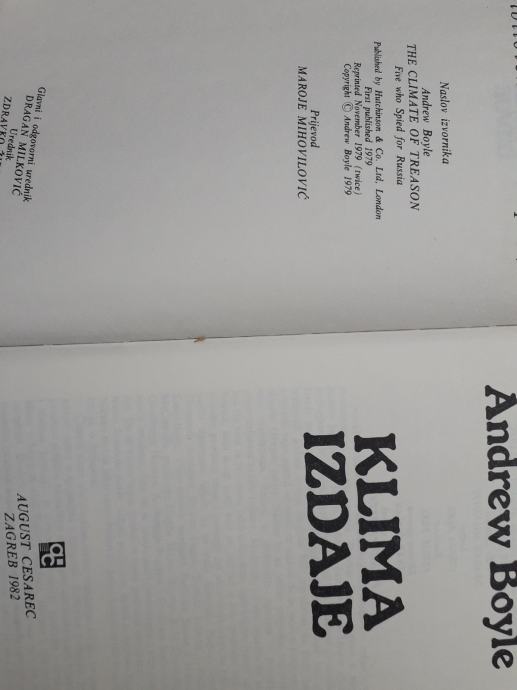 Naslov izvornika
Andrew Boyle
THE CLIMATE OF TREASON
Five who Spied for Russia
Published by Hutchinson & Co. Ltd, London
First published 1979
Reprinted November 1979 (twice)
Copyright © Andrew Boyle 1979
Prijevod
MAROJE MIHOVILOVIĆ
Glavni i odgovorni urednik
DRAGAN MILKOVIĆ
Urednik
ZDRAVKO
Andrew Boyle
KLIMA
IZDAJE
AUGUST CESAREC
ZAGREB 1982